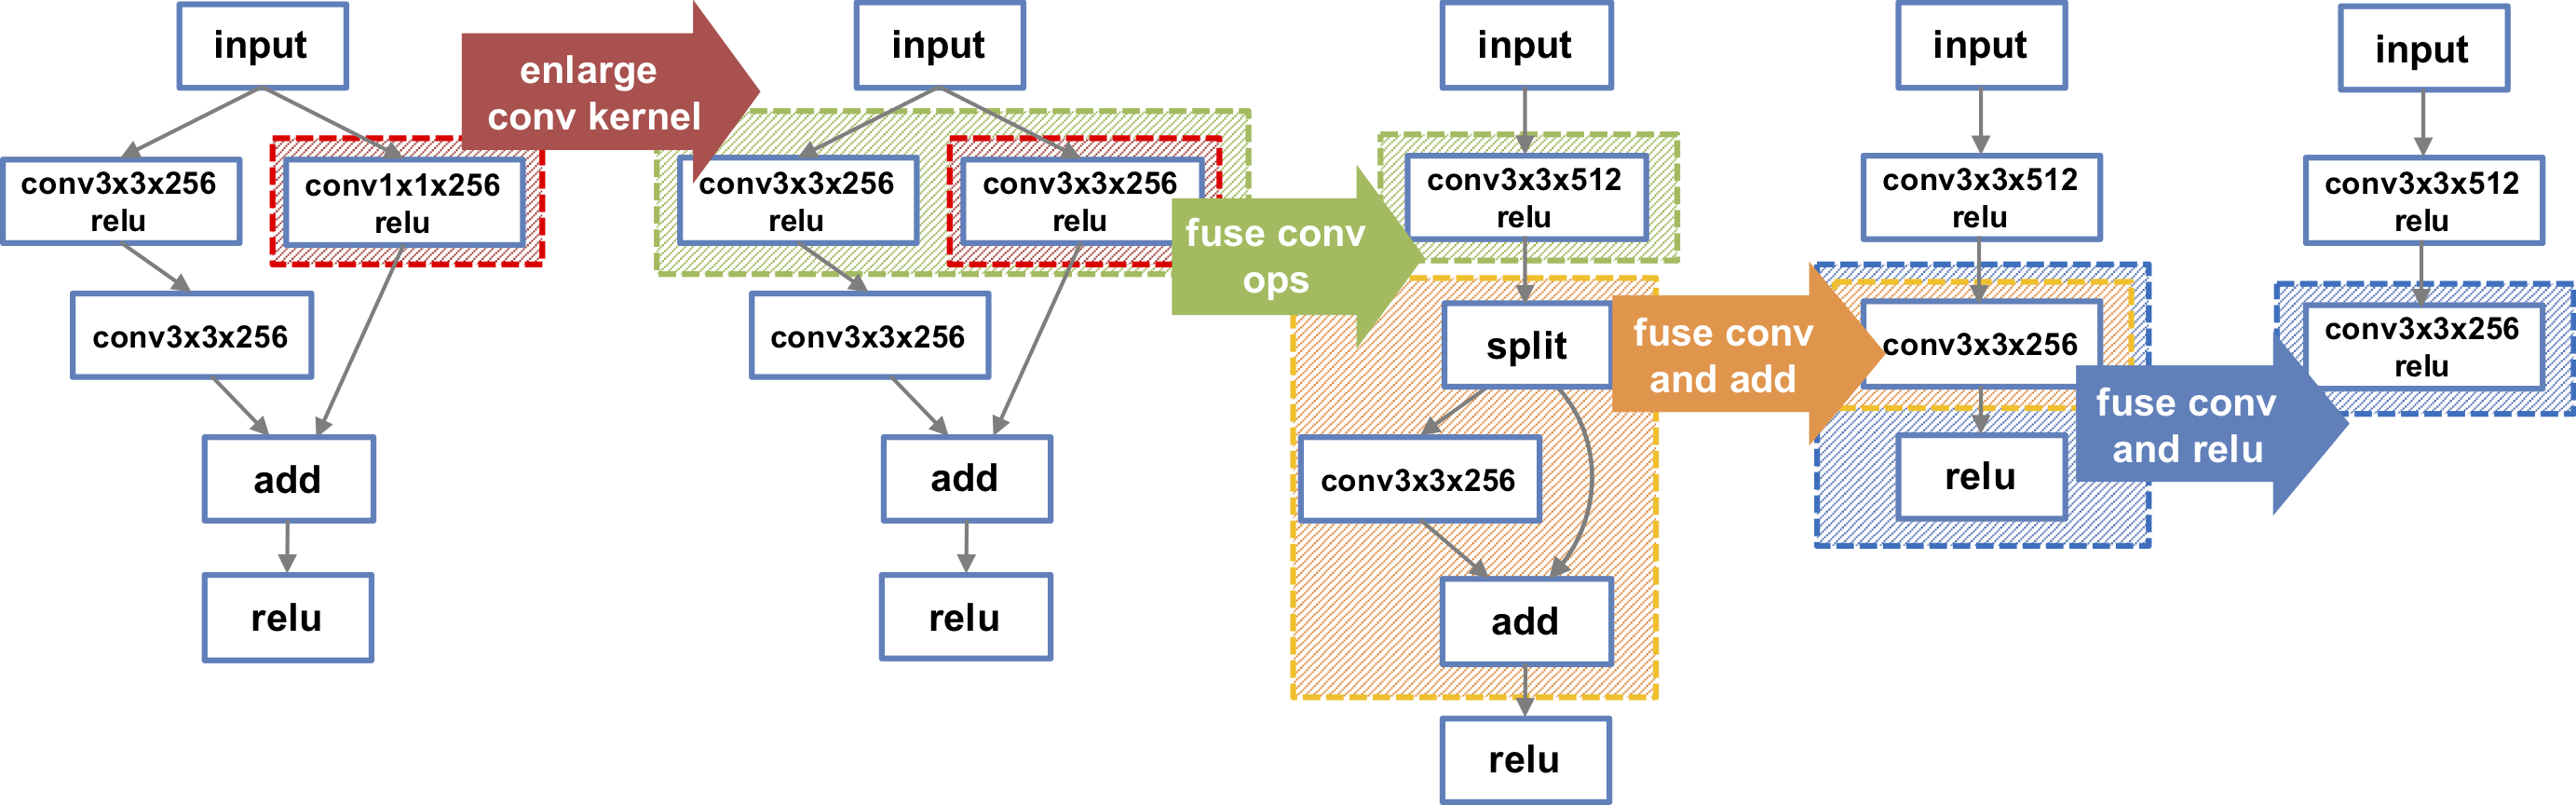 input
conv3x3x256
relu
conv1x1x256
relu
conv3x3x256
add
relu
enlarge
conv kernel
input
conv3x3x256
relu
conv3x3x256
relu
conv3x3x256
add
relu
fuse conv
ops
input
conv3x3x512
relu
split
conv3x3x256
add
relu
fuse conv
and add
input
conv3x3x512
relu
conv3x3x256
relu
fuse conv
and relu
input
conv3x3x512
relu
conv3x3x256
relu